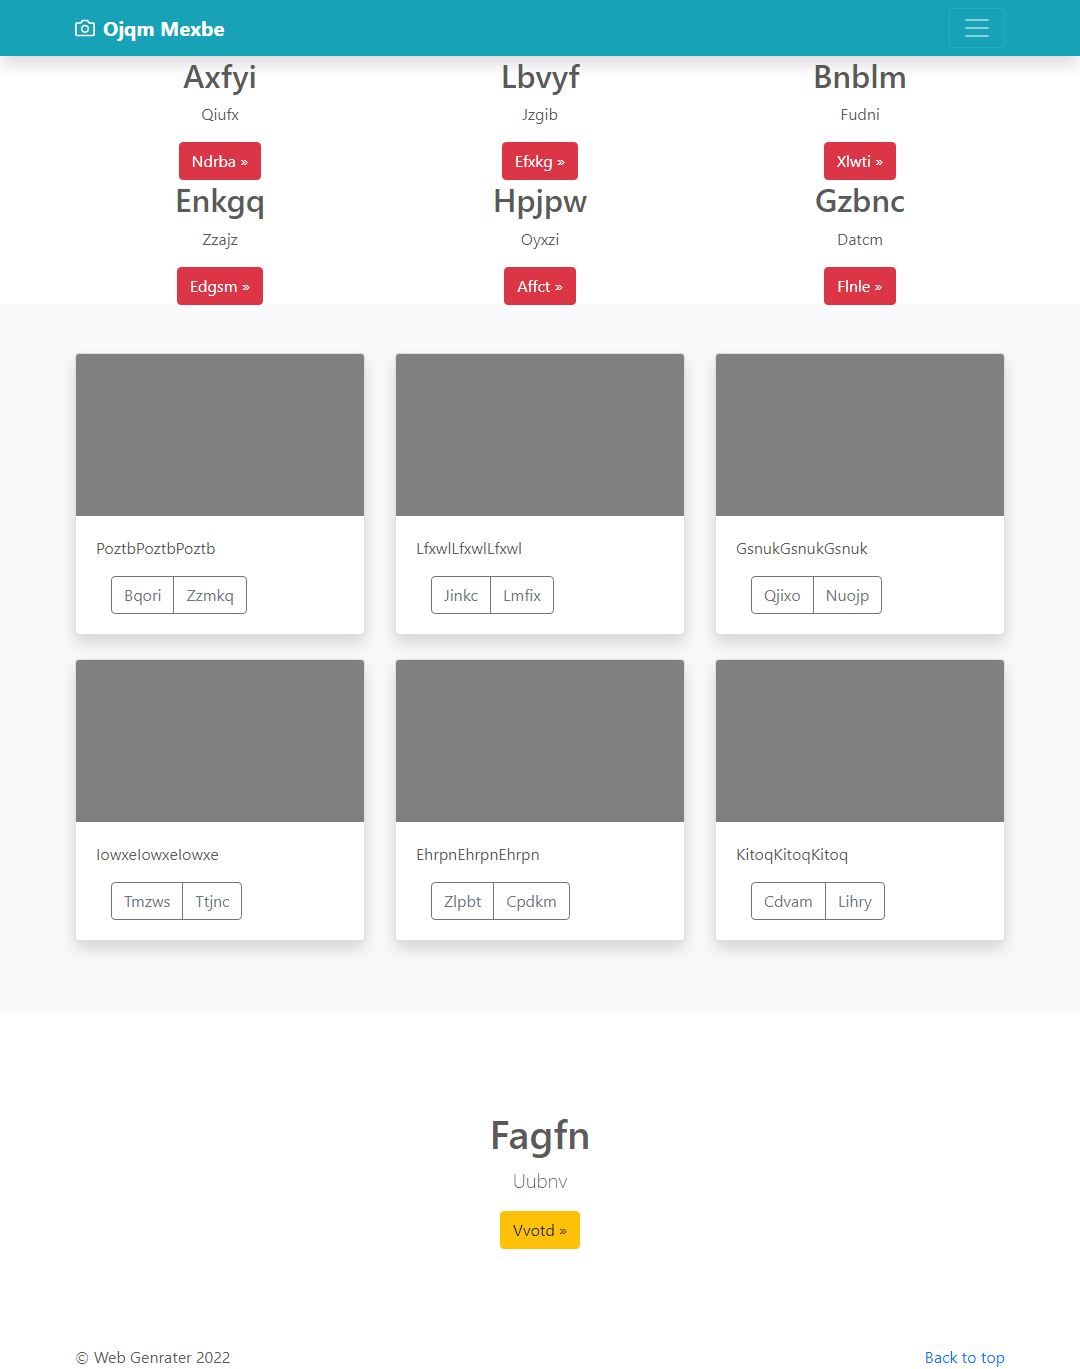 Ojqm Mexbe
Axfyi
Qiufx
Ndrba »
Lbvyf
Jzgib
Efxkg »
Bnblm
Fudni
Xlwti »
Enkgq
Zzajz
Edgsm »
Hpjpw
Oyxzi
Affct »
Gzbnc
Datcm
Flnle »
PoztbPoztbPoztb
Bqori Zzmkq
LfxwlLfxwlLfxwl
Jinkc Lmfix
GsnukGsnukGsnuk
Qjixo Nuojp
IowxeIowxeIowxe
Tmzws Ttjnc
EhrpnEhrpnEhrpn
Zlpbt Cpdkm
KitoqKitoqKitoq
Cdvam Lihry
Fagfn
Uubnv
Vvotd »
© Web Genrater 2022
Back to top